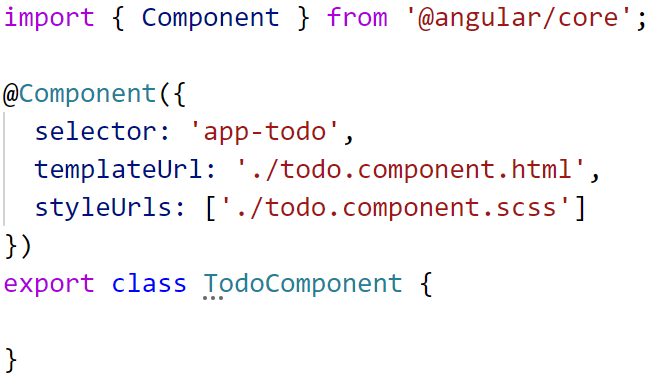 import { Component } from '@angular/core';
@Component({
  selector: 'app-todo',
  templateUrl: './todo.component.html',
  styleUrls: ['./todo.component.scss']
})
export class TodoComponent {
}